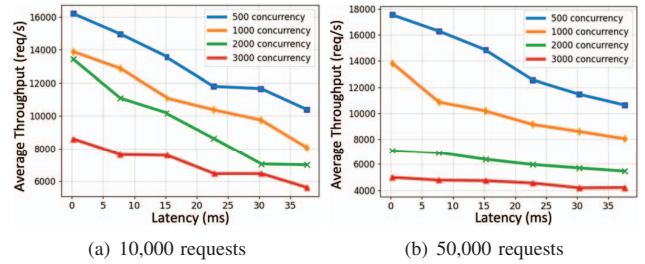 Average Throughput (req/s)
16000
14000
12000
10000
8000
6000
500 concurrency
1000 concurrency
2000 concurrency
3000 concurrency
0 5 10 15 20 25 30 35
Latency (ms)
(a) 10,000 requests
Average Throughput (req/s)
18000
16000
14000
12000
10000
8000
6000
4000
500 concurrency
1000 concurrency
2000 concurrency
3000 concurrency
0 5 10 15 20 25 30 35
Latency (ms)
(b) 50,000 requests